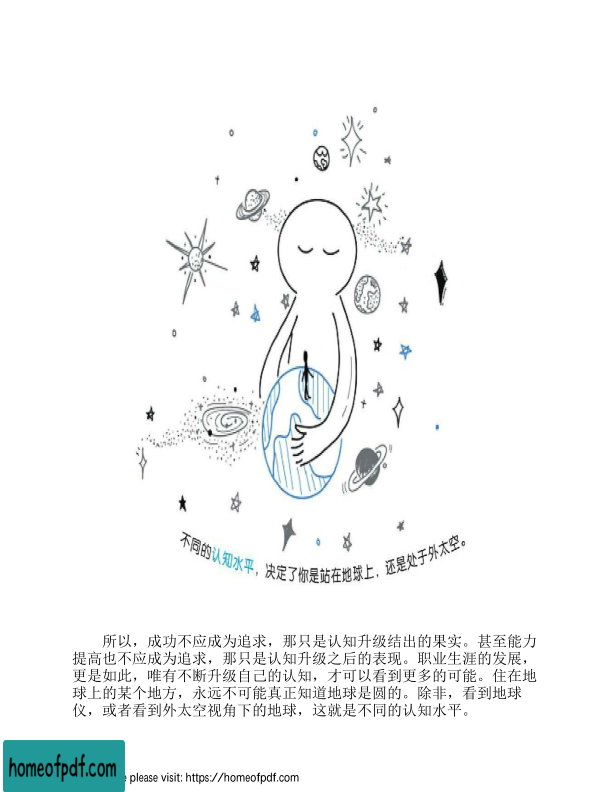 不同的认知水平，决定了你是站在地球上，还是处于外太空。
所以，成功不应成为追求，那只是认知升级结出的果实。甚至能力
提高也不应成为追求，那只是认知升级之后的表现。职业生涯的发展，
更是如此，唯有不断升级自己的认知，才可以看到更多的可能。住在地
球上的某个地方，永远不可能真正知道地球是圆的。除非，看到地球
仪，或者看到外太空视角下的地球，这就是不同的认知水平。
homeofpdf.com
e please visit: https://homeofpdf.com